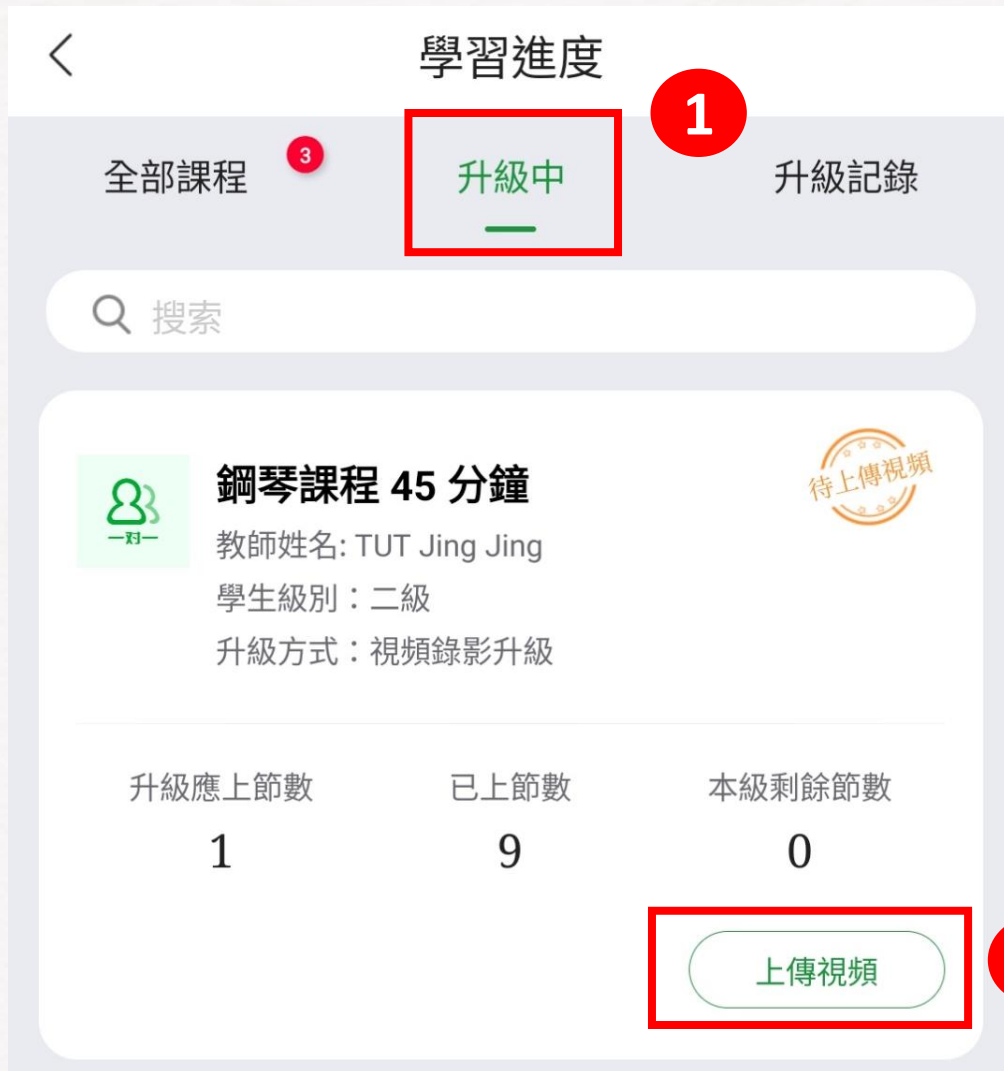 學習進度
1
全部課程 3 升級中 升級記錄
搜索
鋼琴課程 45 分鐘
待上傳視頻
一对一
教師姓名: TUT Jing Jing
學生級別：二級
升級方式：視頻錄影升級
升級應上節數 已上節數 本級剩餘節數
1 9 0
上傳視頻